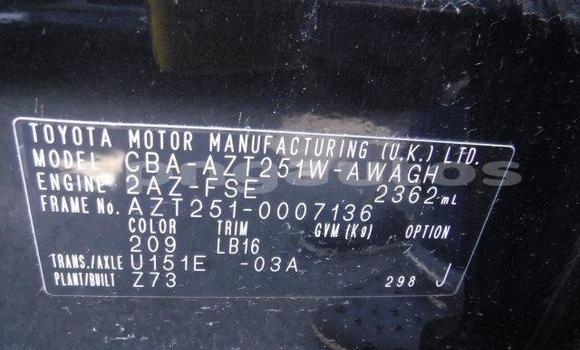 TOYOTA MOTOR MANUFACTURING (U.K.) LTD.
MODEL CBA-AZT251W-AWAGH
ENGINE 2AZ-FSE 2362mL
FRAME No. AZT251-0007136
COLOR TRIM GVM (Kg) OPTION
209 LB16
TRANS./AXLE U151E -03A
PLANT/BUILT Z73 298 J